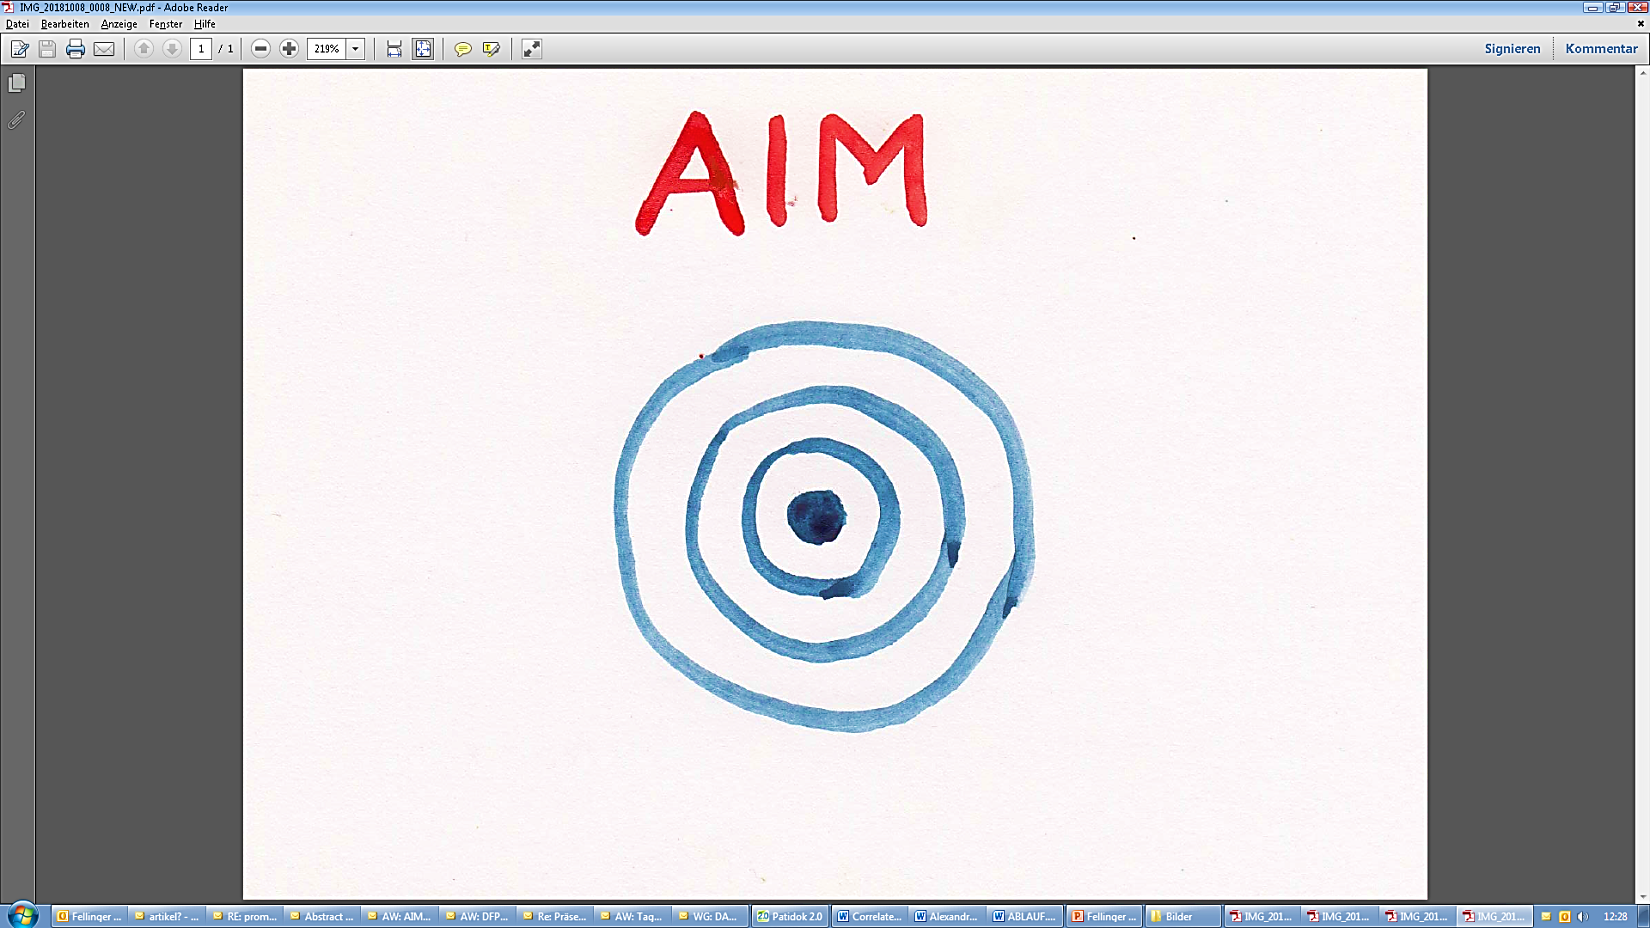 IMG_20181008_0008_NEW.pdf - Adobe Reader
Datei Bearbeiten Anzeige Fenster Hilfe
1 / 1 219% Signieren Kommentar
AIM
Fellinger ... artikel? - ... RE: prom... Abstract ... AW: AIM... AW: DFP... Re: Präse... AW: Tag... WG: DA... Patidok 2.0 Correlate... Alexandr... ABLAUF... Fellinger ... Bilder IMG_201... IMG_201... IMG_201... IMG_201... 12:28